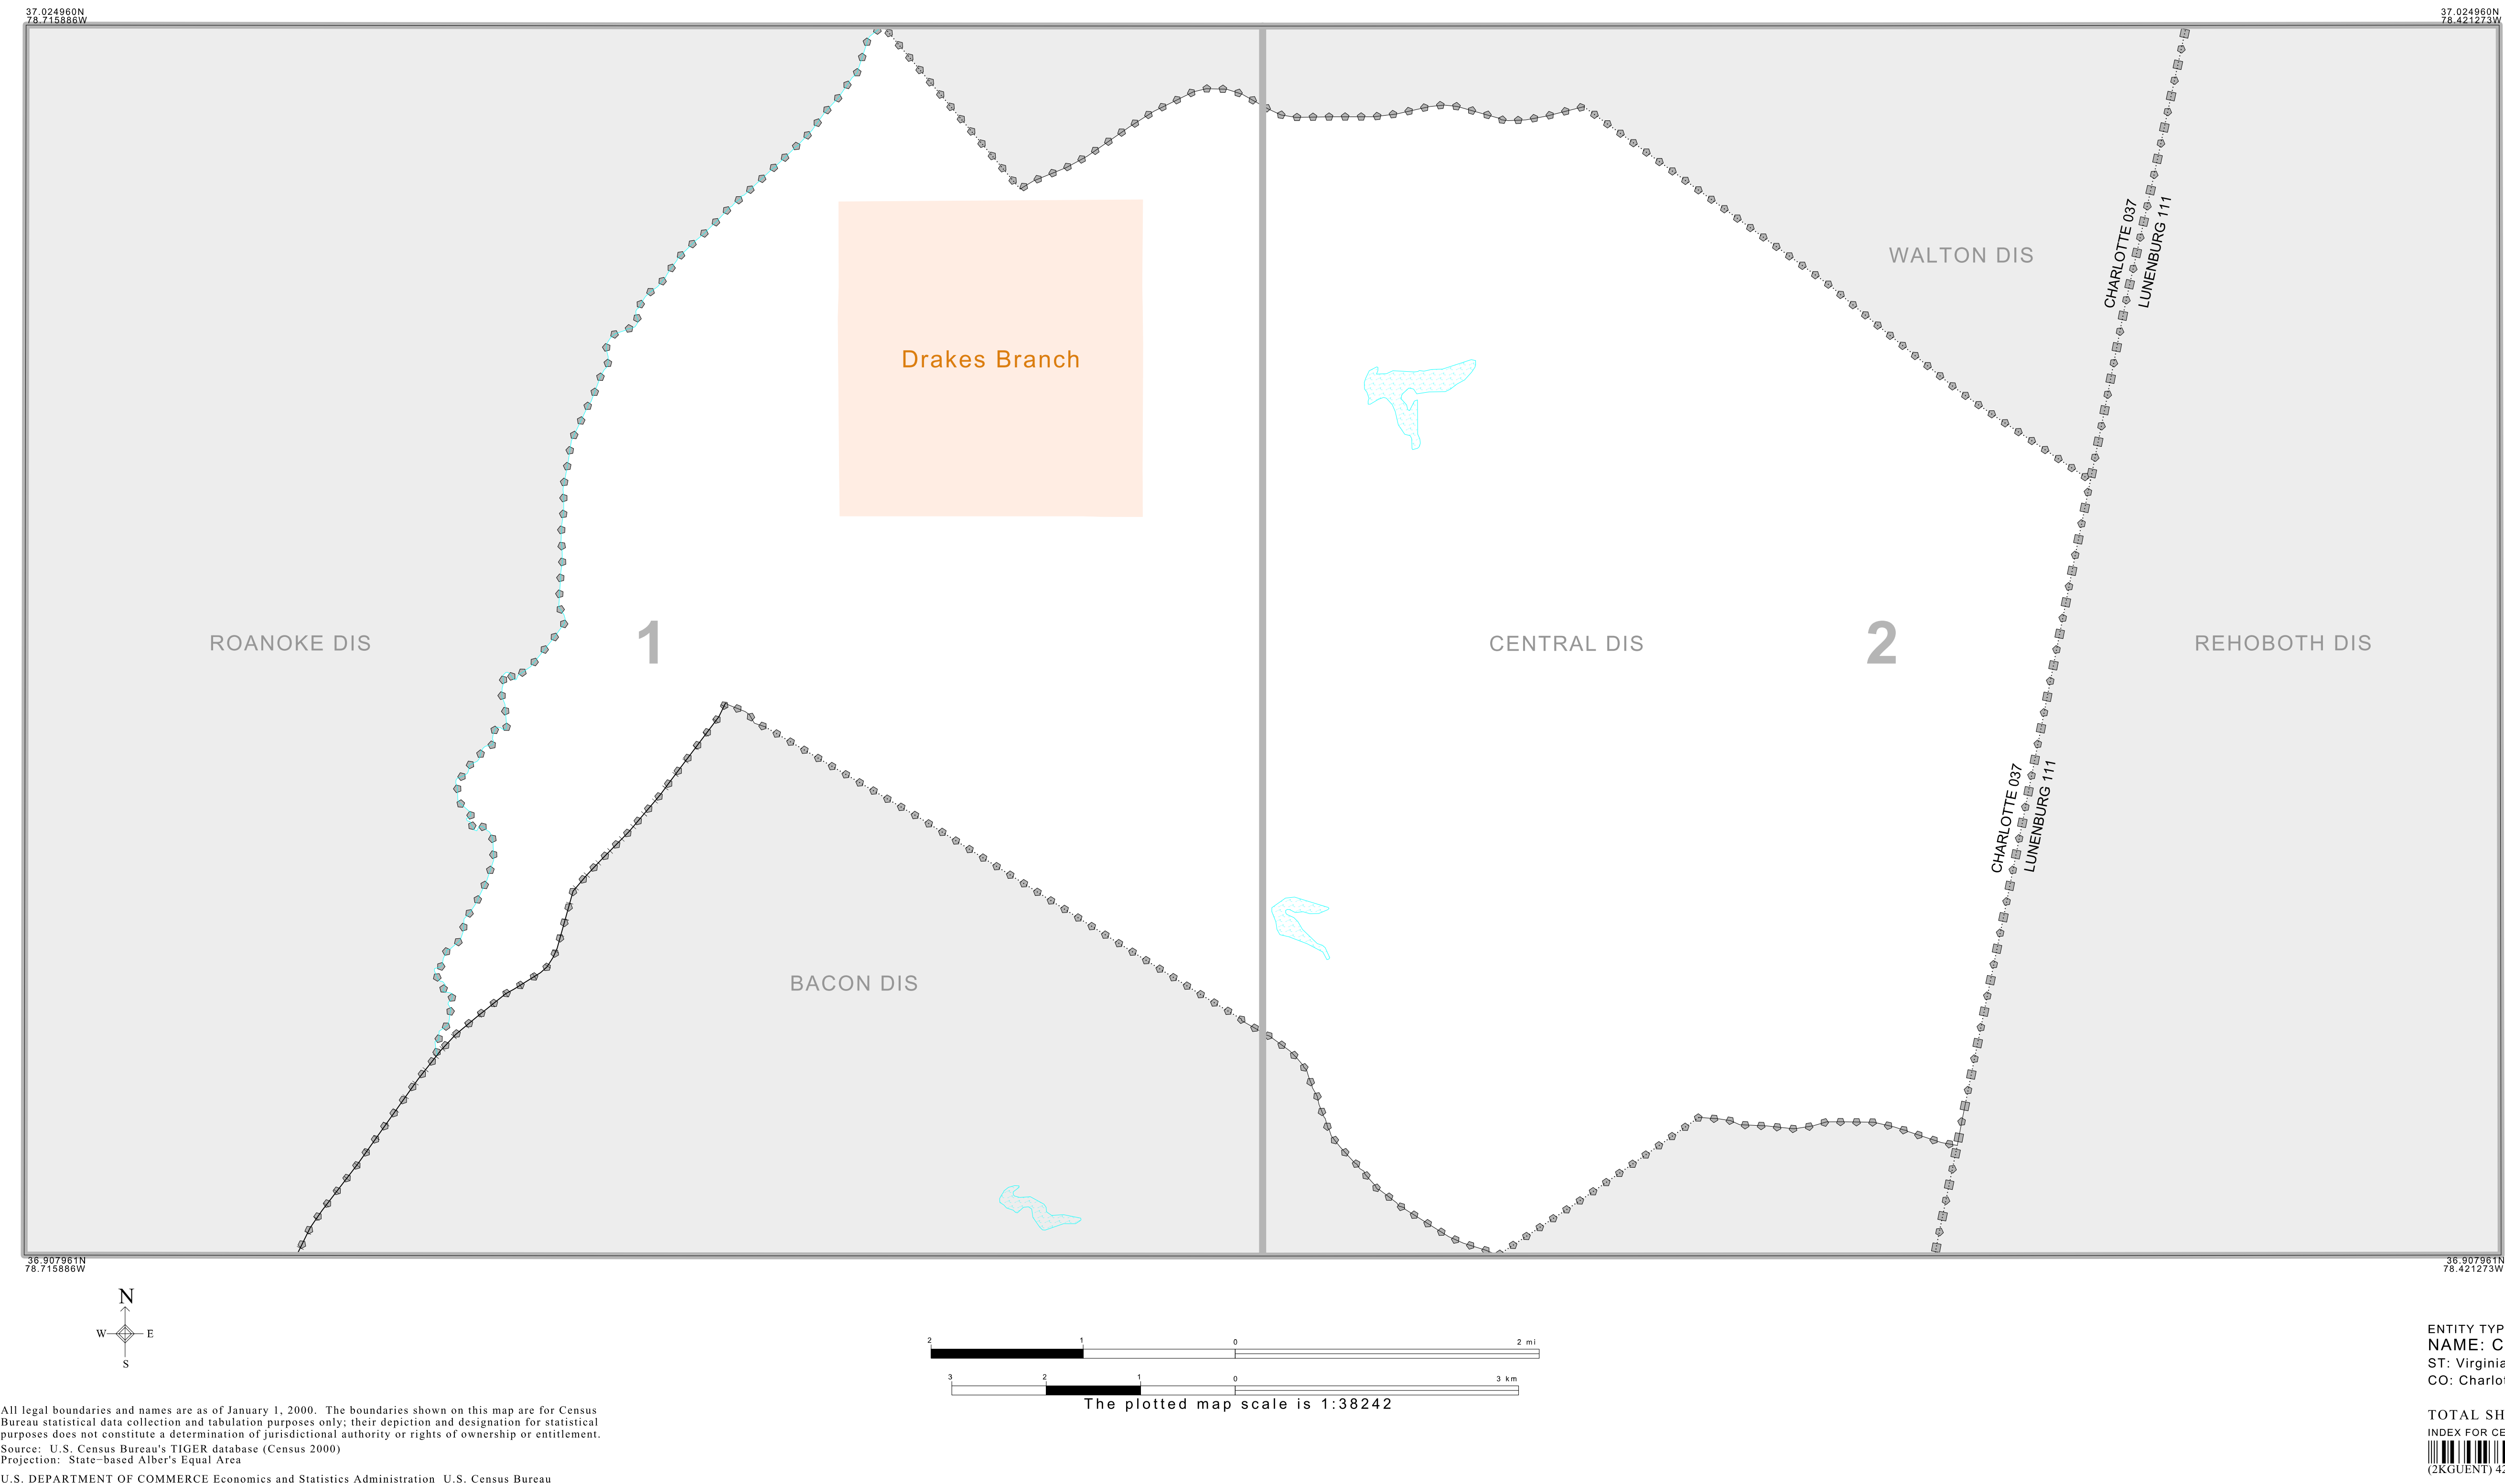 37.024960N
78.715886W
37.024960N
78.421273W
CHARLOTTE 037
LUNENBURG 111
WALTON DIS
Drakes Branch
ROANOKE DIS
1
CENTRAL DIS
2
REHOBOTH DIS
CHARLOTTE 037
LUNENBURG 111
BACON DIS
36.907961N
78.715886W
36.907961N
78.421273W
N
W E
S
2 1 0 2 mi
3 2 1 0 3 km
The plotted map scale is 1:38242
ENTITY TYP
NAME: C
ST: Virginia
CO: Charlot
TOTAL SH
INDEX FOR CE
(2KGUENT) 42
All legal boundaries and names are as of January 1, 2000. The boundaries shown on this map are for Census
Bureau statistical data collection and tabulation purposes only; their depiction and designation for statistical
purposes does not constitute a determination of jurisdictional authority or rights of ownership or entitlement.
Source: U.S. Census Bureau's TIGER database (Census 2000)
Projection: State−based Alber's Equal Area
U.S. DEPARTMENT OF COMMERCE Economics and Statistics Administration U.S. Census Bureau